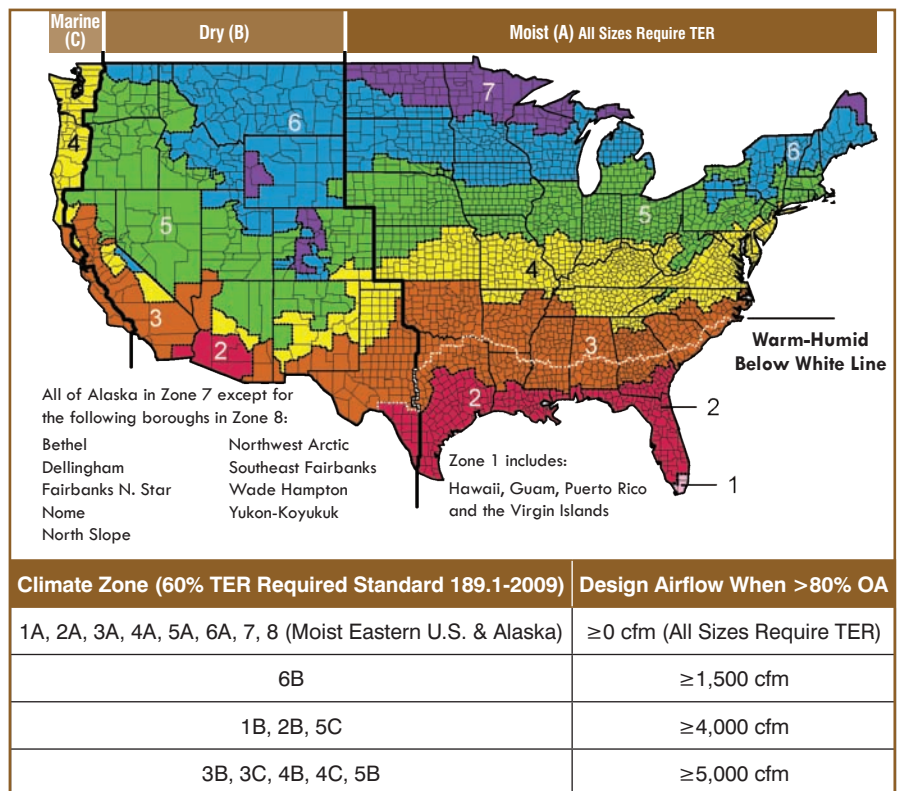 Marine
(C)
Dry (B)
Moist (A) All Sizes Require TER
7
6
6
4
5
5
4
3
3
2
2
Warm-Humid
Below White Line
2
1
All of Alaska in Zone 7 except for
the following boroughs in Zone 8:
Bethel
Dellingham
Fairbanks N. Star
Nome
North Slope
Northwest Arctic
Southeast Fairbanks
Wade Hampton
Yukon-Koyukuk
Zone 1 includes:
Hawaii, Guam, Puerto Rico
and the Virgin Islands
Climate Zone (60% TER Required Standard 189.1-2009) Design Airflow When >80% OA
1A, 2A, 3A, 4A, 5A, 6A, 7, 8 (Moist Eastern U.S. & Alaska) ≥0 cfm (All Sizes Require TER)
6B ≥1,500 cfm
1B, 2B, 5C ≥4,000 cfm
3B, 3C, 4B, 4C, 5B ≥5,000 cfm